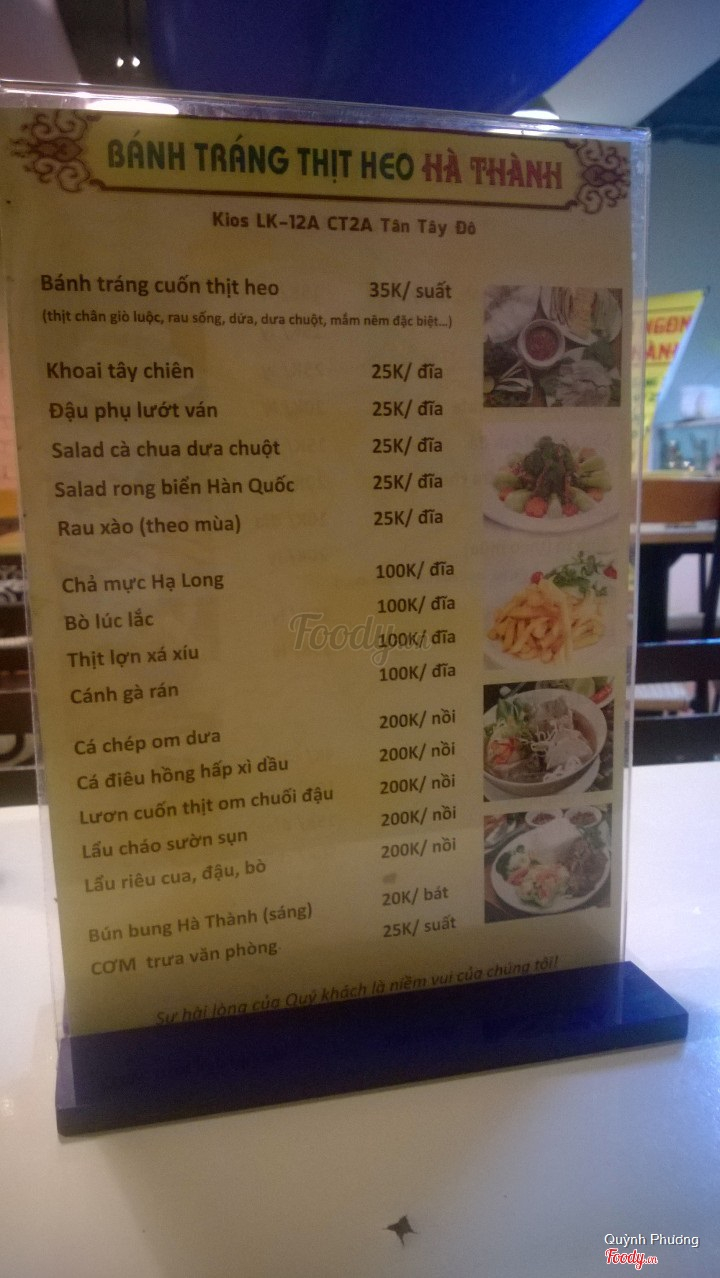 BÁNH TRÁNG THỊT HEO HÀ THÀNH
Kios LK-12A CT2A Tân Tây Đô
Bánh tráng cuốn thịt heo 35K/ suất
(thịt chân giò luộc, rau sống, dứa, dưa chuột, mắm nêm đặc biệt...)
Khoai tây chiên 25K/ đĩa
Đậu phụ lướt ván 25K/ đĩa
Salad cà chua dưa chuột 25K/ đĩa
Salad rong biển Hàn Quốc 25K/ đĩa
Rau xào (theo mùa) 25K/ đĩa
Chả mực Hạ Long 100K/ đĩa
Bò lúc lắc 100K/ đĩa
Thịt lợn xá xíu 100K/ đĩa
Cánh gà rán 100K/ đĩa
Cá chép om dưa 200K/ nồi
Cá điêu hồng hấp xì dầu 200K/ nồi
Lươn cuốn thịt om chuối đậu 200K/ nồi
Lẩu cháo sườn sụn 200K/ nồi
Lẩu riêu cua, đậu, bò 200K/ nồi
Bún bung Hà Thành (sáng) 20K/ bát
CƠM trưa văn phòng. 25K/ suất
Sự hài lòng của Quý khách là niềm vui của chúng tôi!
Foody.vn
Quỳnh Phương
Foody.vn